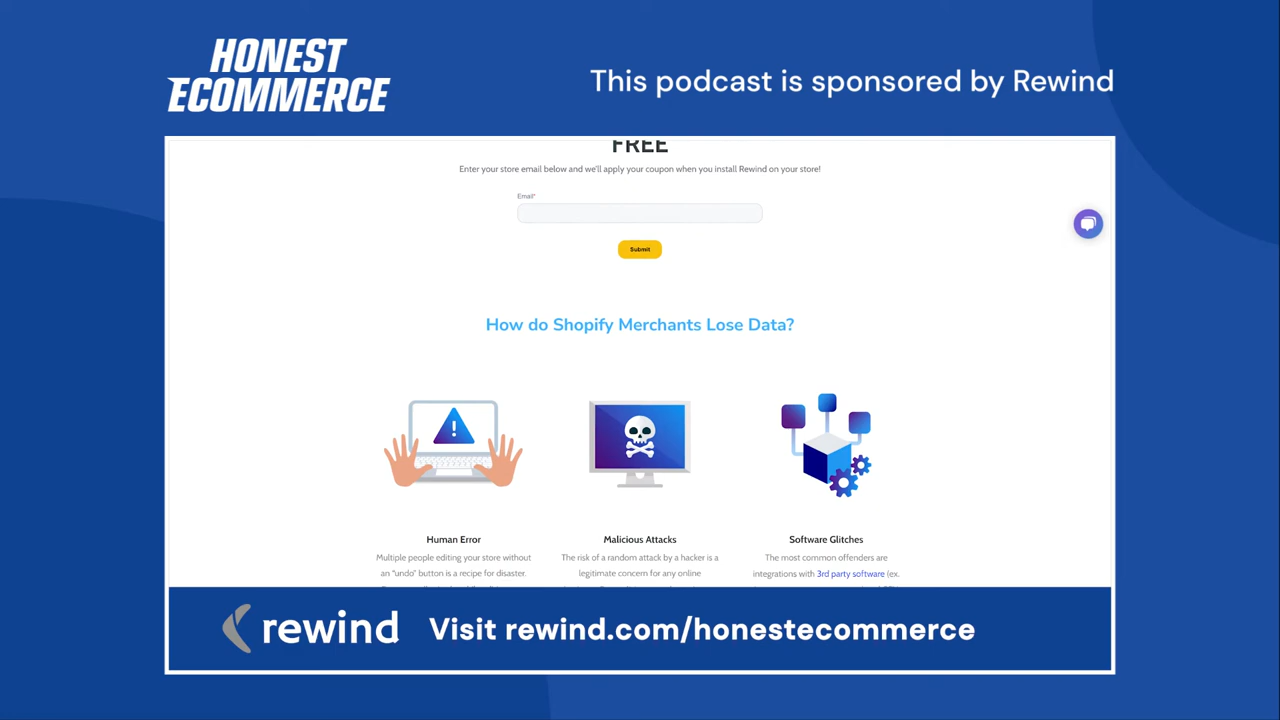 HONEST
ECOMMERCE
This podcast is sponsored by Rewind
FREE
Enter your store email below and we'll apply your coupon when you install Rewind on your store!
Email*
Submit
How do Shopify Merchants Lose Data?
Human Error
Multiple people editing your store without
an “undo” button is a recipe for disaster.
Malicious Attacks
The risk of a random attack by a hacker is a
legitimate concern for any online
Software Glitches
The most common offenders are
integrations with 3rd party software (ex.
rewind
Visit rewind.com/honestecommerce